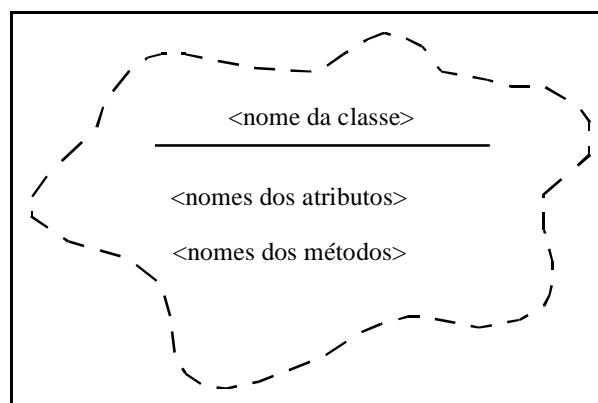 <nome da classe>
<nomes dos atributos>
<nomes dos métodos>